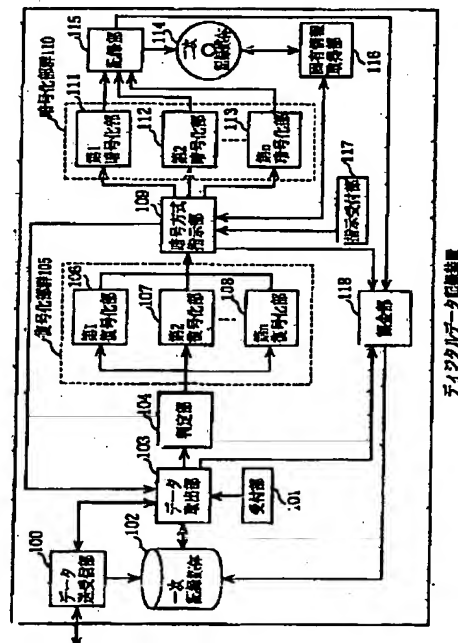 ディジタルデータ記録装置
100
データ
送受信部
102
一次
記憶媒体
103
データ
取出部
受付部
101
104
判定部
復号化部群105
106
第1
復号化部
107
第2
復号化部
108
第n
復号化部
109
暗号方式
指示部
暗号化部群110
111
第1
暗号化部
112
第2
暗号化部
113
第n
暗号化部
115
記録部
114
記録媒体
固有情報
取得部
116
117
指示受付部
118
課金部